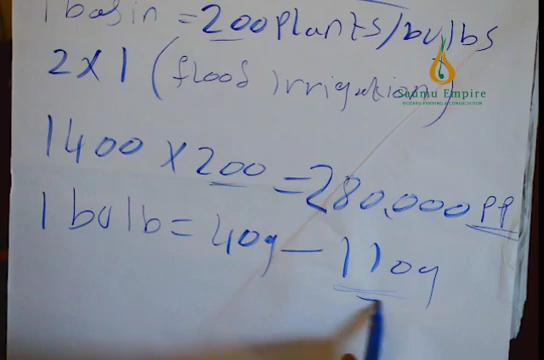 1 basin = 200 plants/bulbs
2 x 1 (flood irrigation)
Saumu Empire
1400 x 200 = 280,000 pp
1 bulb = 40g - 110g